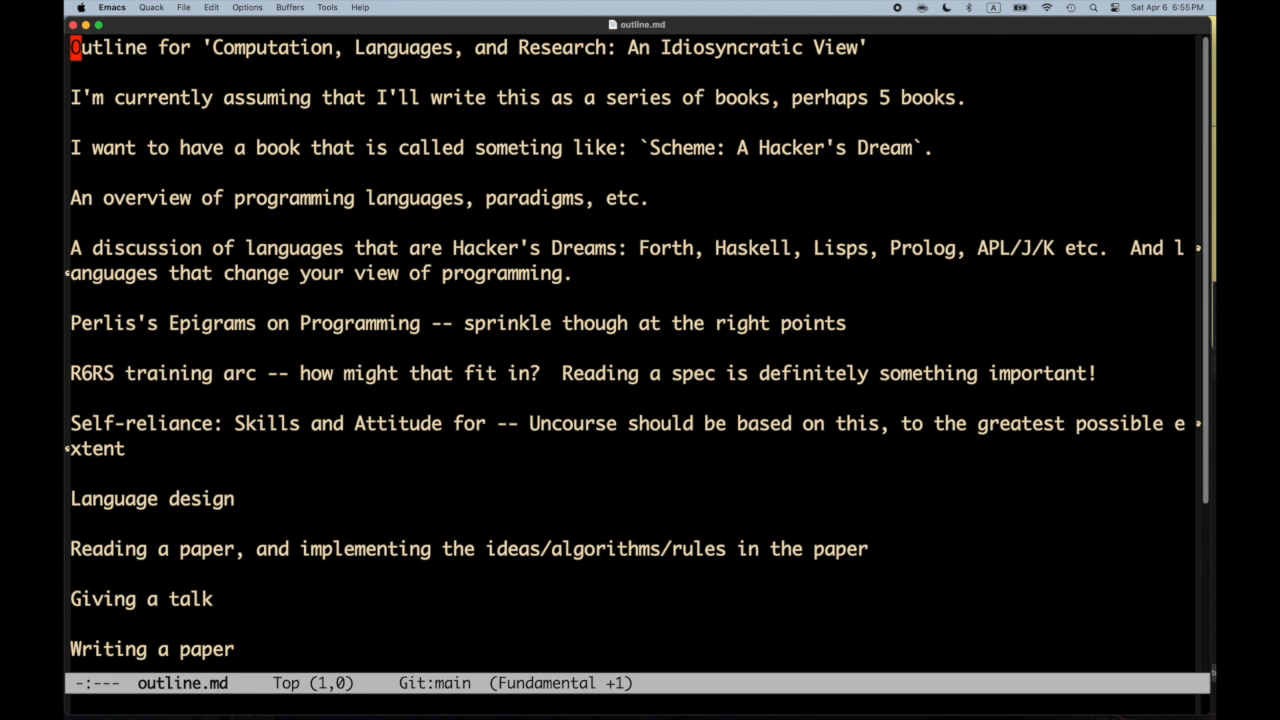 Emacs Quack File Edit Options Buffers Tools Help Sat Apr 6 6:55PM
outline.md
Outline for 'Computation, Languages, and Research: An Idiosyncratic View'
I'm currently assuming that I'll write this as a series of books, perhaps 5 books.
I want to have a book that is called someting like: `Scheme: A Hacker's Dream`.
An overview of programming languages, paradigms, etc.
A discussion of languages that are Hacker's Dreams: Forth, Haskell, Lisps, Prolog, APL/J/K etc.  And l
anguages that change your view of programming.
Perlis's Epigrams on Programming -- sprinkle though at the right points
R6RS training arc -- how might that fit in?  Reading a spec is definitely something important!
Self-reliance: Skills and Attitude for -- Uncourse should be based on this, to the greatest possible e
xtent
Language design
Reading a paper, and implementing the ideas/algorithms/rules in the paper
Giving a talk
Writing a paper
-:--- outline.md Top (1,0) Git:main (Fundamental +1)